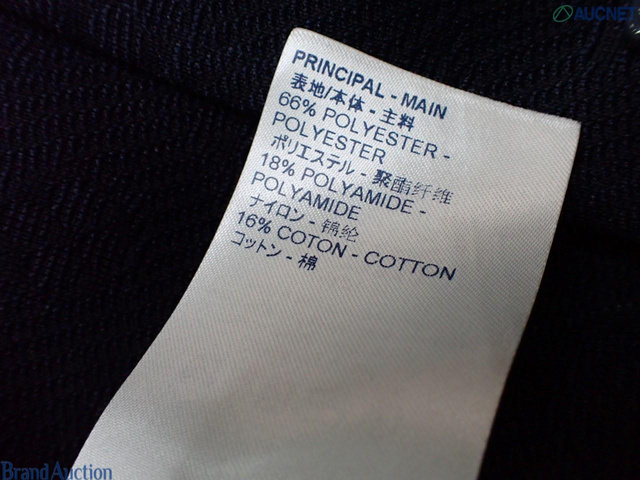 AUCNET
PRINCIPAL - MAIN
表地/本体 - 主料
66% POLYESTER -
POLYESTER
ポリエステル - 聚酯纤维
18% POLYAMIDE -
POLYAMIDE
ナイロン - 锦纶
16% COTON - COTTON
コットン - 棉
Brand Auction